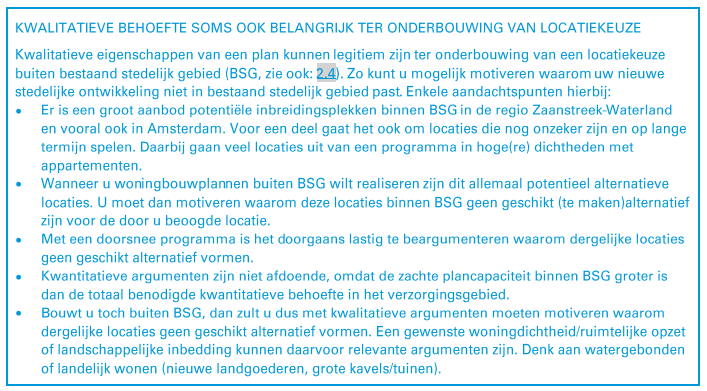 KWALITATIEVE BEHOEFTE SOMS OOK BELANGRIJK TER ONDERBOUWING VAN LOCATIEKEUZE
Kwalitatieve eigenschappen van een plan kunnen legitiem zijn ter onderbouwing van een locatiekeuze
buiten bestaand stedelijk gebied (BSG, zie ook: 2.4). Zo kunt u mogelijk motiveren waarom uw nieuwe
stedelijke ontwikkeling niet in bestaand stedelijk gebied past. Enkele aandachtspunten hierbij:
• Er is een groot aanbod potentiële inbreidingsplekken binnen BSG in de regio Zaanstreek-Waterland
en vooral ook in Amsterdam. Voor een deel gaat het ook om locaties die nog onzeker zijn en op lange
termijn spelen. Daarbij gaan veel locaties uit van een programma in hoge(re) dichtheden met
appartementen.
• Wanneer u woningbouwplannen buiten BSG wilt realiseren zijn dit allemaal potentieel alternatieve
locaties. U moet dan motiveren waarom deze locaties binnen BSG geen geschikt (te maken)alternatief
zijn voor de door u beoogde locatie.
• Met een doorsnee programma is het doorgaans lastig te beargumenteren waarom dergelijke locaties
geen geschikt alternatief vormen.
• Kwantitatieve argumenten zijn niet afdoende, omdat de zachte plancapaciteit binnen BSG groter is
dan de totaal benodigde kwantitatieve behoefte in het verzorgingsgebied.
• Bouwt u toch buiten BSG, dan zult u dus met kwalitatieve argumenten moeten motiveren waarom
dergelijke locaties geen geschikt alternatief vormen. Een gewenste woningdichtheid/ruimtelijke opzet
of landschappelijke inbedding kunnen daarvoor relevante argumenten zijn. Denk aan watergebonden
of landelijk wonen (nieuwe landgoederen, grote kavels/tuinen).